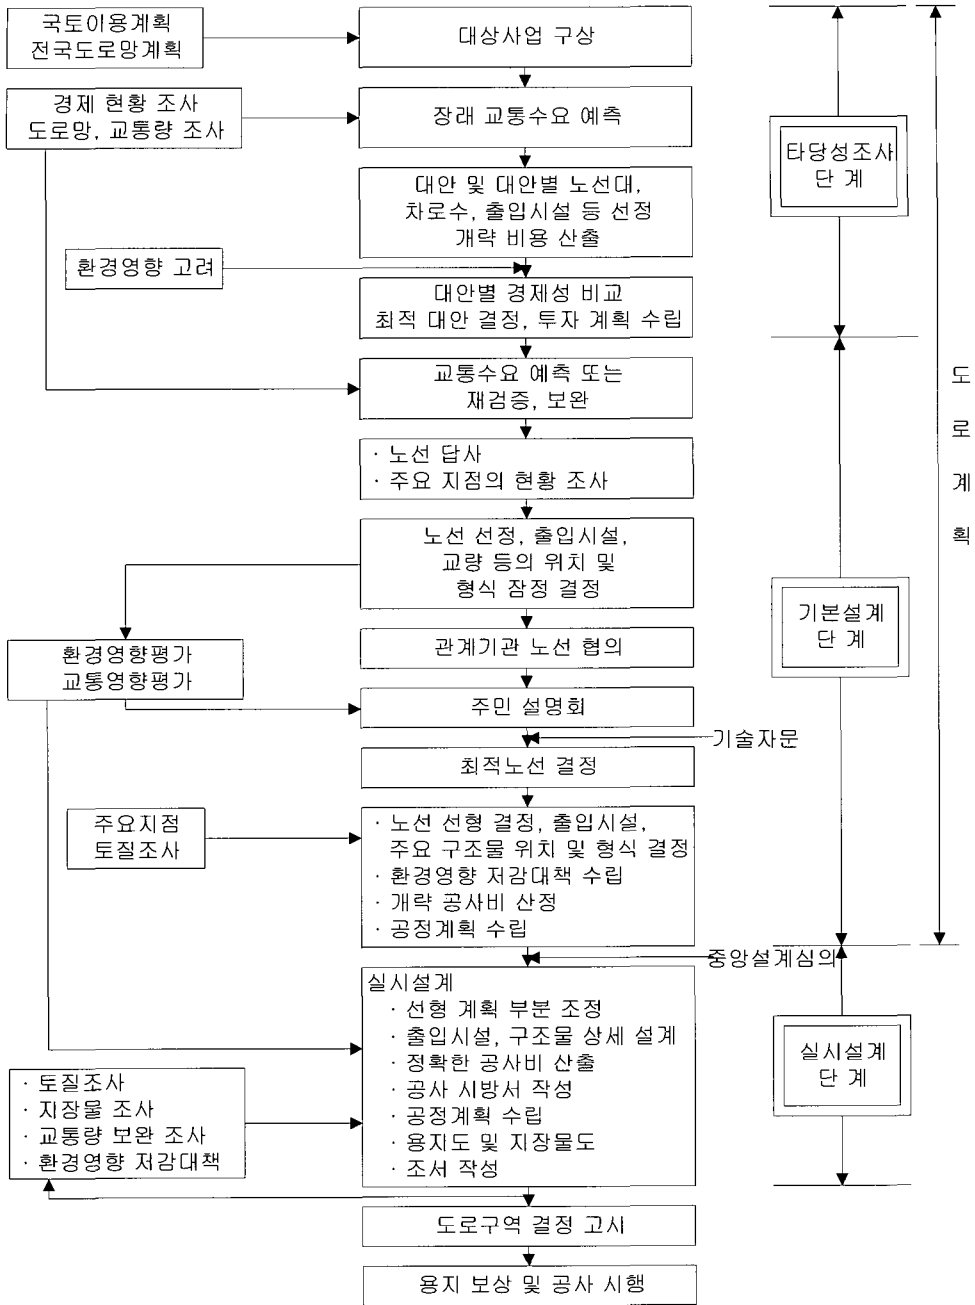 국토이용계획
전국도로망계획
대상사업 구상
경제 현황 조사
도로망, 교통량 조사
장래 교통수요 예측
타당성조사
단 계
대안 및 대안별 노선대,
차로수, 출입시설 등 선정
개략 비용 산출
환경영향 고려
대안별 경제성 비교
최적 대안 결정, 투자 계획 수립
교통수요 예측 또는
재검증, 보완
도
로
계
획
· 노선 답사
· 주요 지점의 현황 조사
노선 선정, 출입시설,
교량 등의 위치 및
형식 잠정 결정
기본설계
단 계
관계기관 노선 협의
환경영향평가
교통영향평가
주민 설명회
기술자문
최적노선 결정
주요지점
토질조사
· 노선 선형 결정, 출입시설,
주요 구조물 위치 및 형식 결정
· 환경영향 저감대책 수립
· 개략 공사비 산정
· 공정계획 수립
중앙설계심의
실시설계
· 선형 계획 부분 조정
· 출입시설, 구조물 상세 설계
· 정확한 공사비 산출
· 공사 시방서 작성
· 공정계획 수립
· 용지도 및 지장물도
· 조서 작성
실시설계
단 계
· 토질조사
· 지장물 조사
· 교통량 보완 조사
· 환경영향 저감대책
도로구역 결정 고시
용지 보상 및 공사 시행